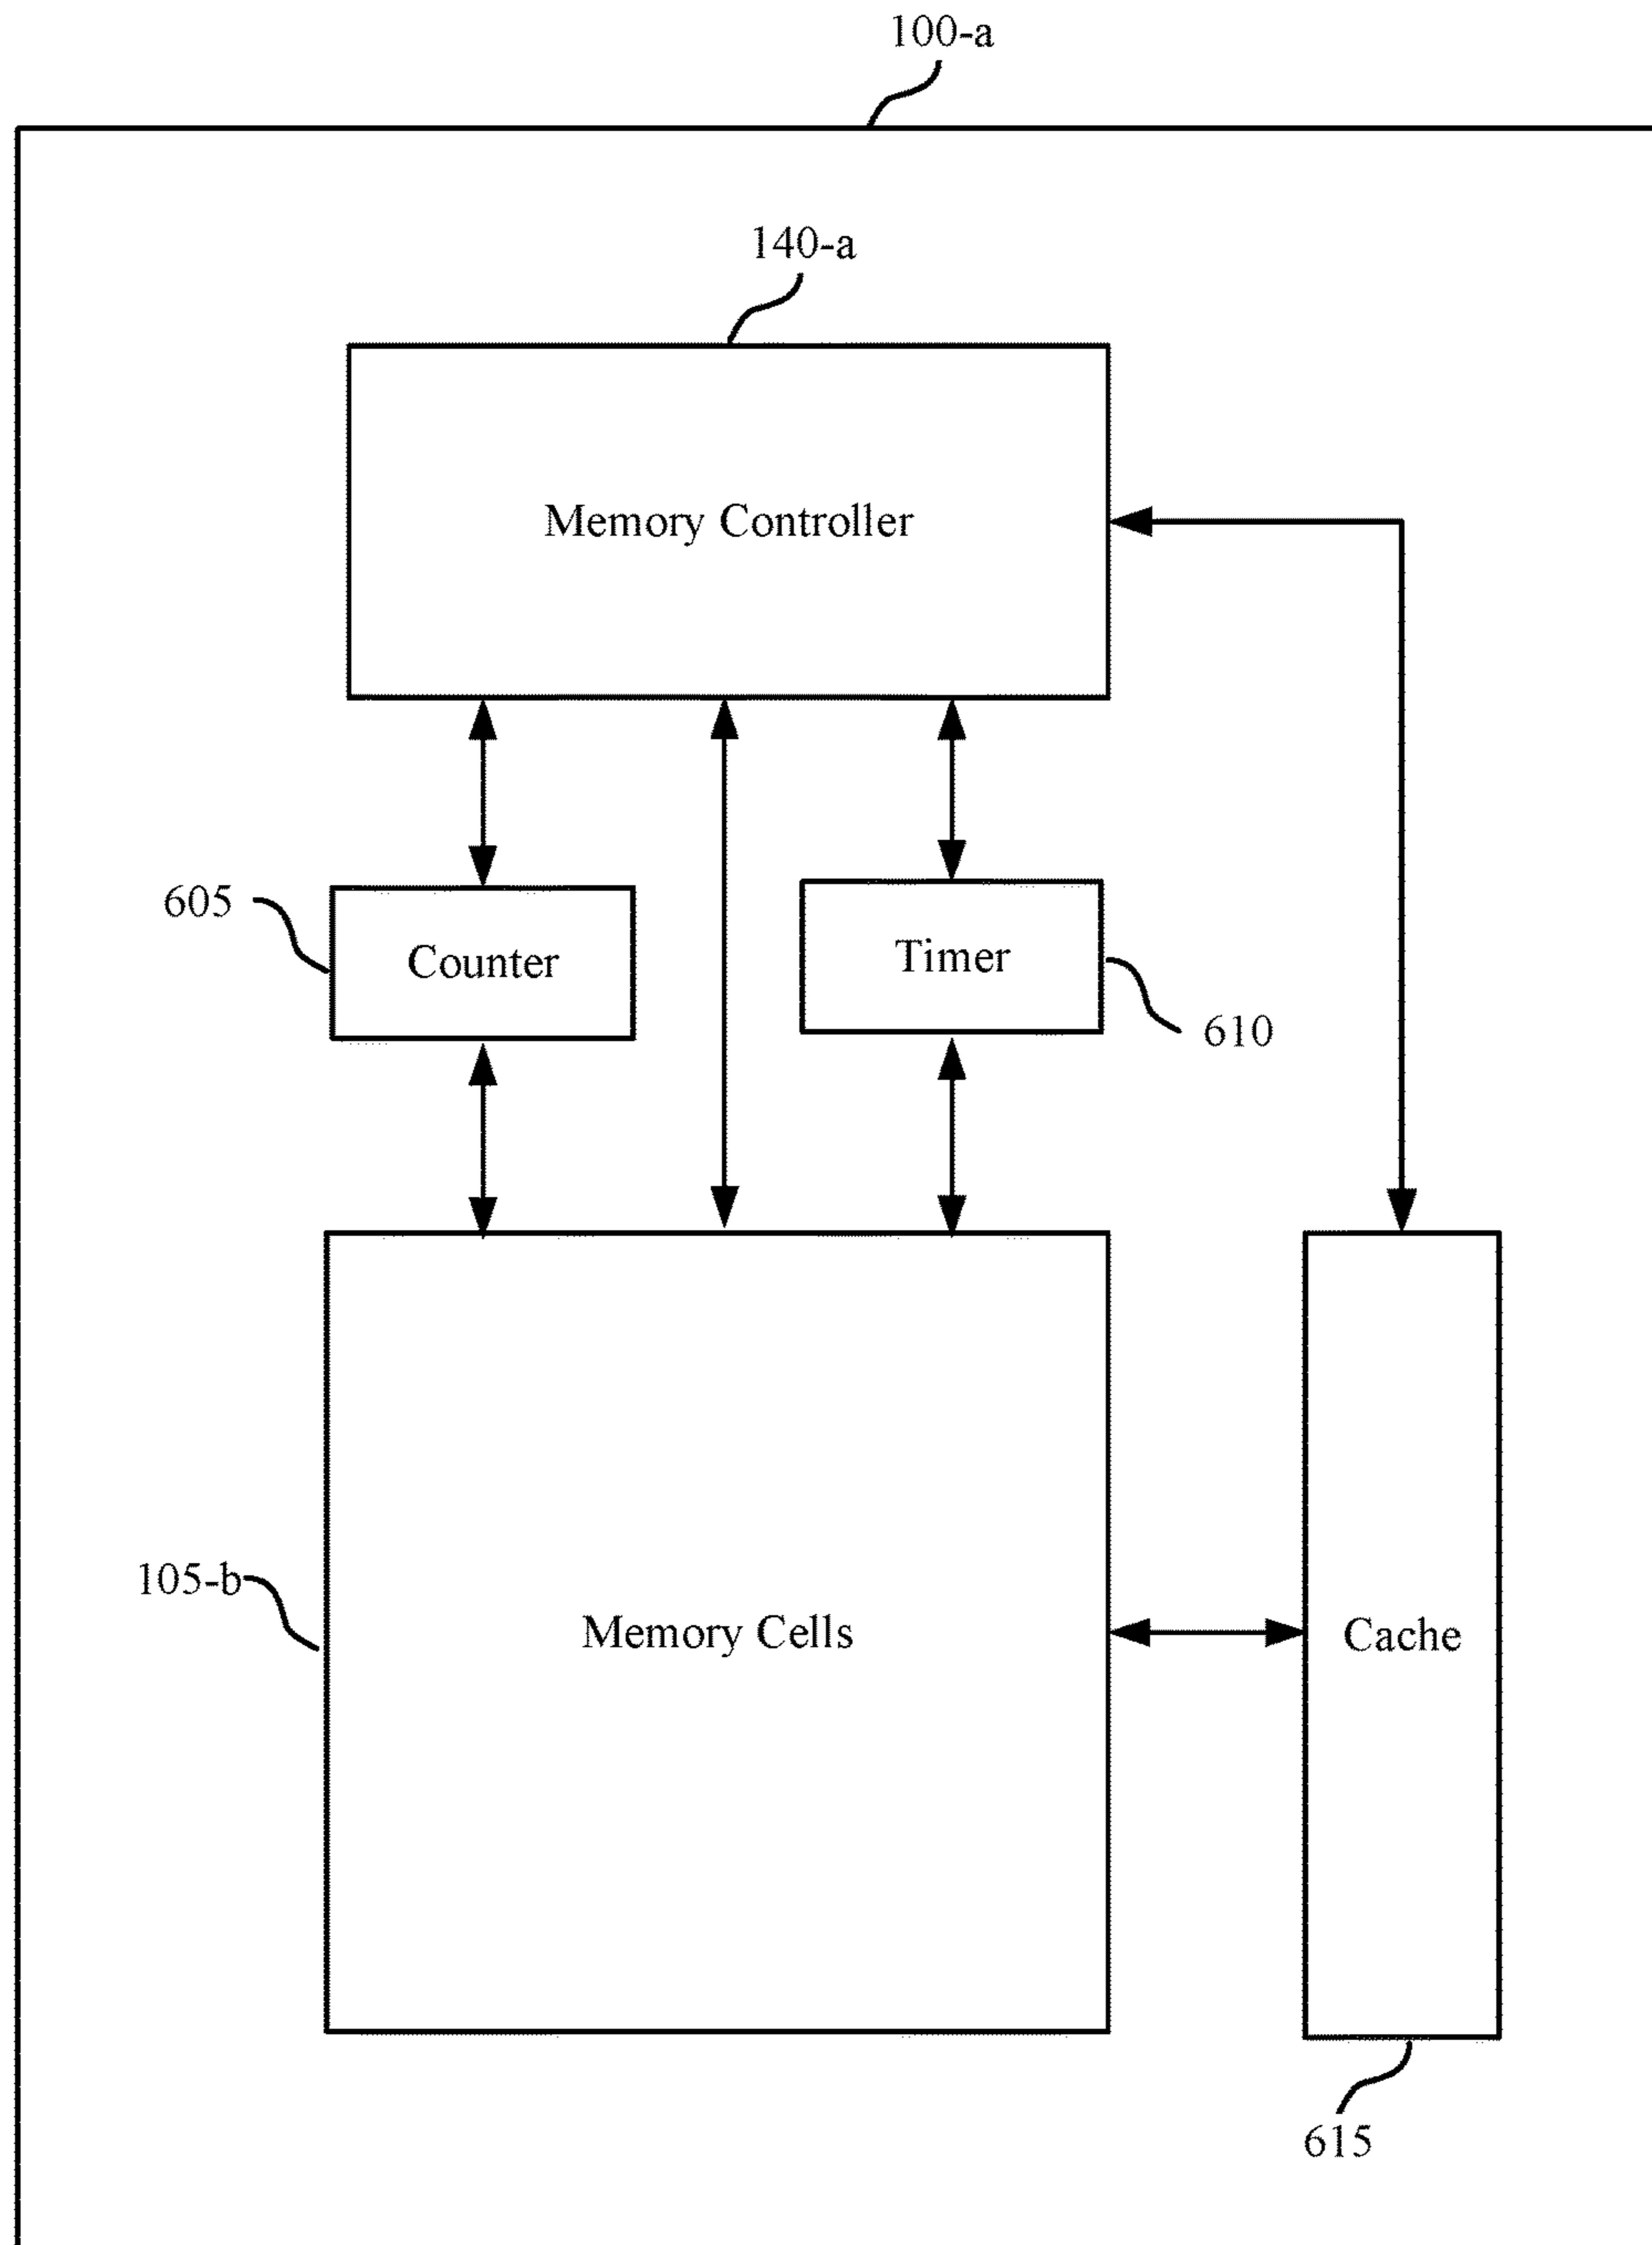 100-a
140-a
Memory Controller
605
Counter
Timer
610
105-b
Memory Cells
Cache
615